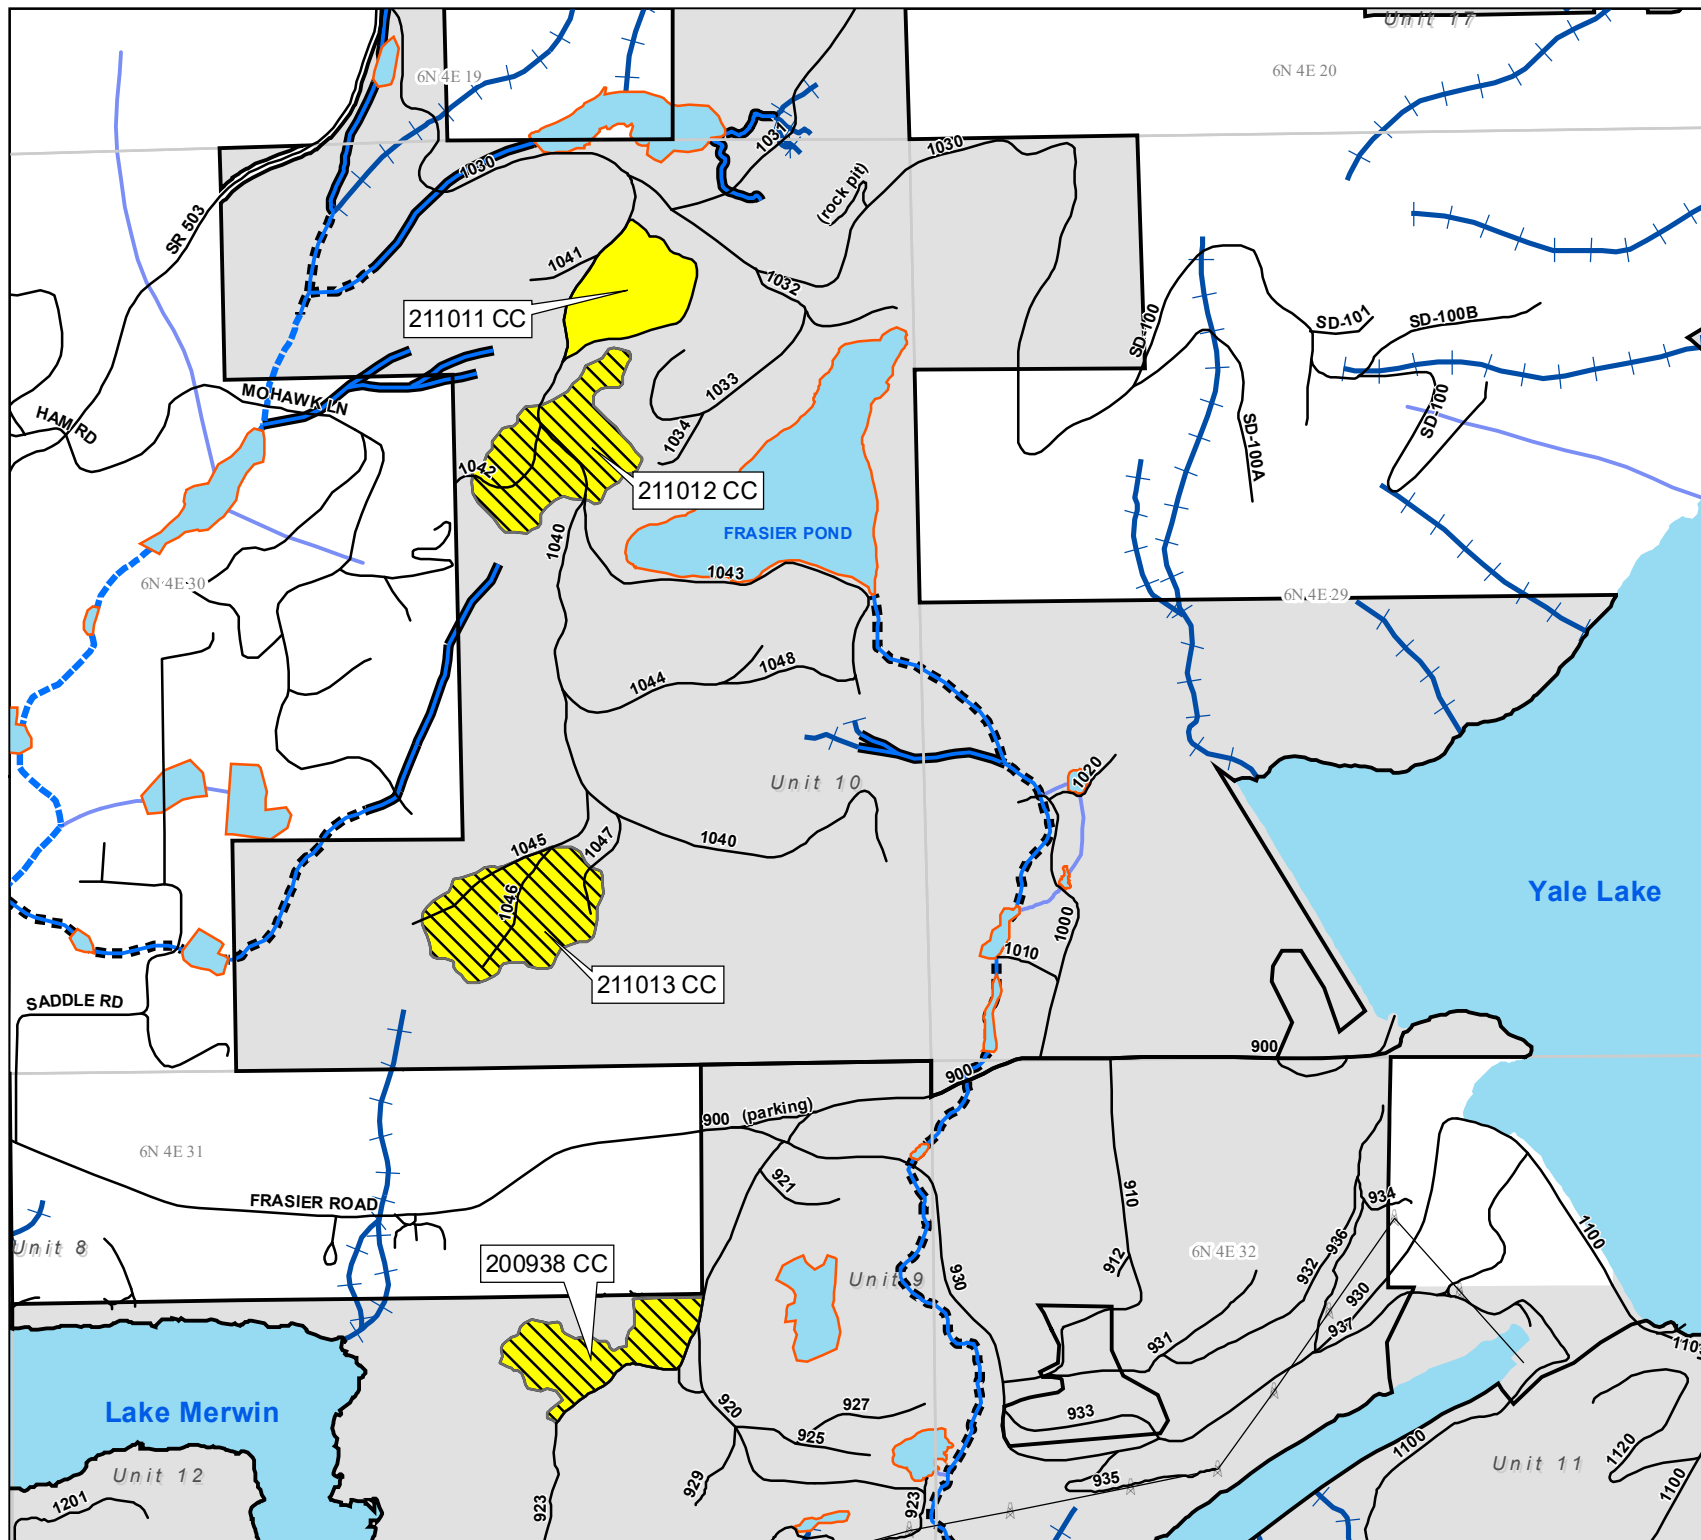 Unit 17
6N 4E 19
6N 4E 20
1031
1030
1030
(rock pit)
SR 503
1041
1032
211011 CC
SD-100
SD-101
SD-100B
1033
MOHAWK LN
HAM RD
SD-100
1034
SD-100A
1042
211012 CC
1040
FRASIER POND
1043
6N 4E 30
6N 4E 29
1044
1048
Unit 10
1020
1045
1047
1040
1046
Yale Lake
1000
1010
211013 CC
SADDLE RD
900
900
900 (parking)
6N 4E 31
921
910
934
FRASIER ROAD
1100
Unit 8
936
6N 4E 32
912
932
200938 CC
Unit 9
930
930
937
931
1103
Lake Merwin
920
927
933
925
1100
1120
Unit 12
929
935
Unit 11
1100
1201
923
923